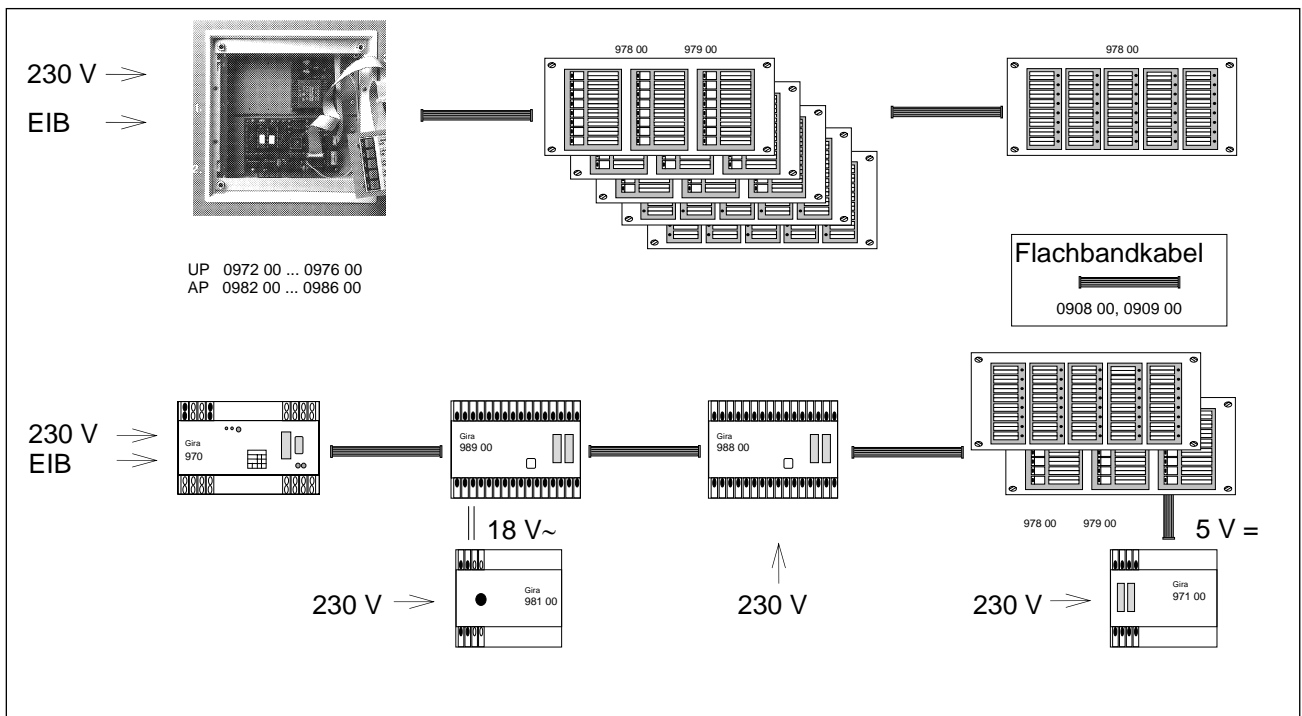 978 00 979 00
978 00
230 V
EIB
1.
2.
UP 0972 00 ... 0976 00
AP 0982 00 ... 0986 00
Flachbandkabel
0908 00, 0909 00
230 V
EIB
Gira
970
Gira
989 00
Gira
988 00
978 00 979 00
18 V~
5 V =
230 V
Gira
981 00
230 V
230 V
Gira
971 00